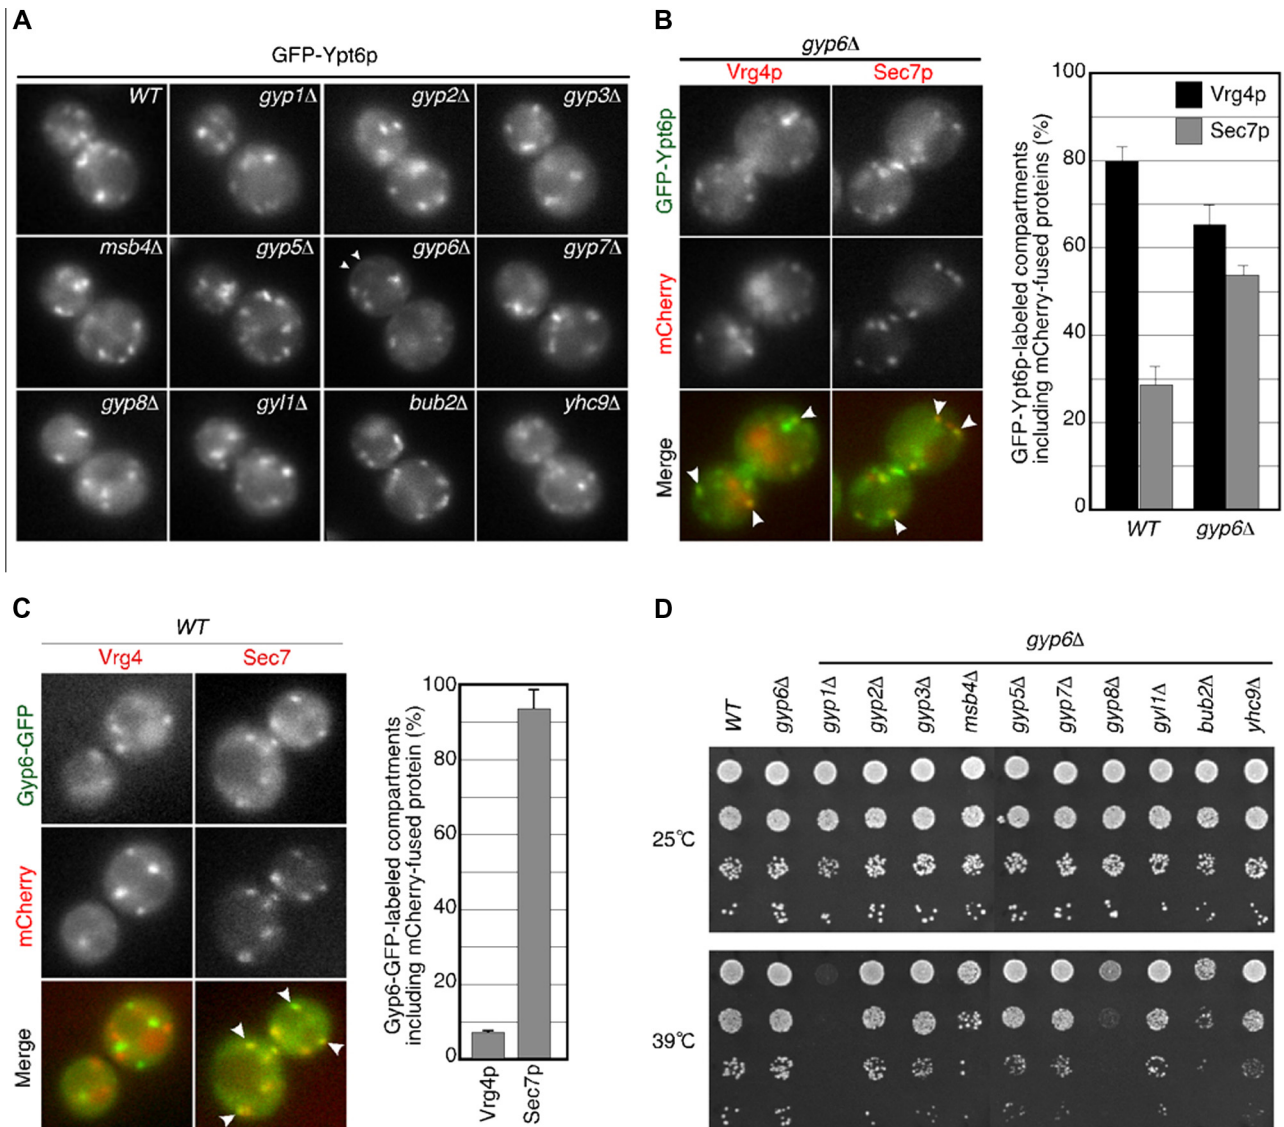 A
GFP-Ypt6p
WT
gyp1Δ
gyp2Δ
gyp3Δ
msb4Δ
gyp5Δ
gyp6Δ
gyp7Δ
gyp8Δ
gyl1Δ
bub2Δ
yhc9Δ
B
gyp6Δ
Vrg4p
Sec7p
GFP-Ypt6p
mCherry
Merge
GFP-Ypt6p-labeled compartments
including mCherry-fused proteins (%)
100
80
60
40
20
0
Vrg4p
Sec7p
WT
gyp6Δ
C
WT
Vrg4
Sec7
Gyp6-GFP
mCherry
Merge
Gyp6-GFP-labeled compartments
including mCherry-fused protein (%)
100
80
60
40
20
0
Vrg4p
Sec7p
D
gyp6Δ
WT
gyp6Δ
gyp1Δ
gyp2Δ
gyp3Δ
msb4Δ
gyp5Δ
gyp7Δ
gyp8Δ
gyl1Δ
bub2Δ
yhc9Δ
25℃
39℃